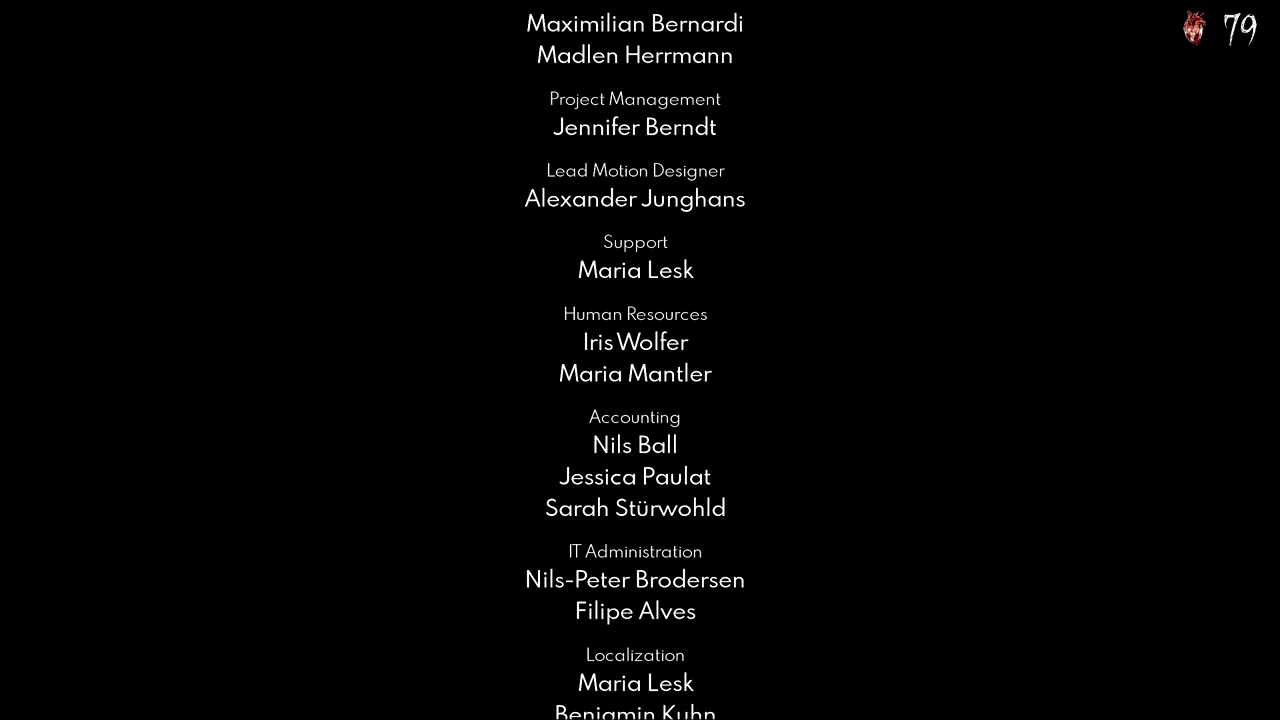 Maximilian Bernardi
79
Madlen Herrmann
Project Management
Jennifer Berndt
Lead Motion Designer
Alexander Junghans
Support
Maria Lesk
Human Resources
Iris Wolfer
Maria Mantler
Accounting
Nils Ball
Jessica Paulat
Sarah Stürwohld
IT Administration
Nils-Peter Brodersen
Filipe Alves
Localization
Maria Lesk
Benjamin Kuhn